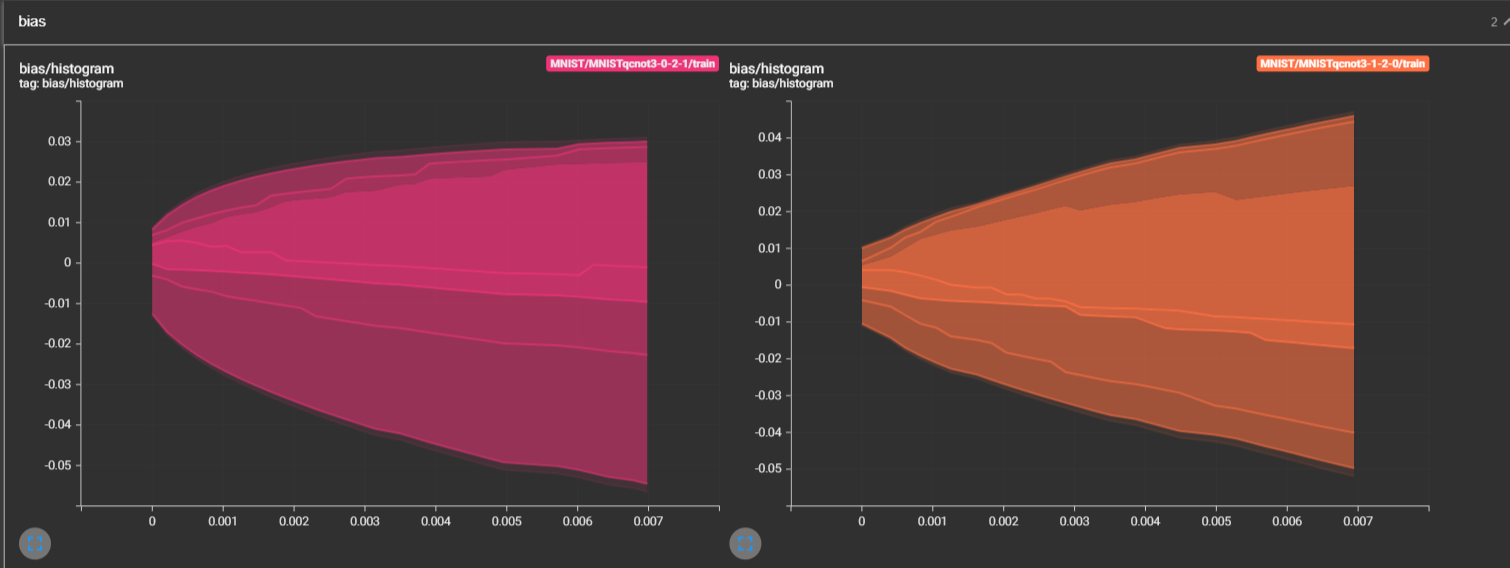 bias
2
bias/histogram
tag: bias/histogram
MNIST/MNISTqcnot3-0-2-1/train
0.03
0.02
0.01
0
-0.01
-0.02
-0.03
-0.04
-0.05
0 0.001 0.002 0.003 0.004 0.005 0.006 0.007
bias/histogram
tag: bias/histogram
MNIST/MNISTqcnot3-1-2-0/train
0.04
0.03
0.02
0.01
0
-0.01
-0.02
-0.03
-0.04
-0.05
0 0.001 0.002 0.003 0.004 0.005 0.006 0.007